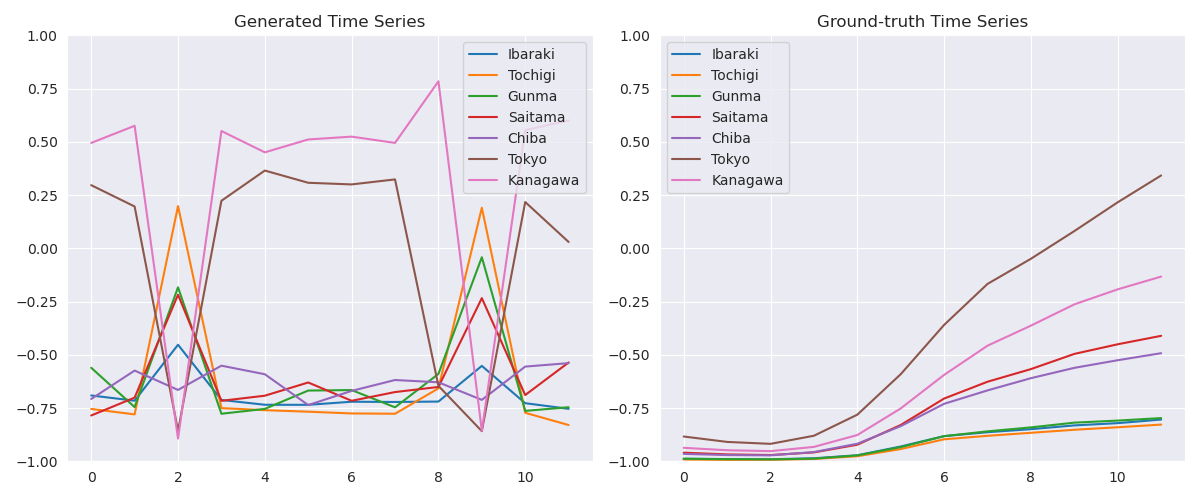 Generated Time Series
1.00
0.75
0.50
0.25
0.00
−0.25
−0.50
−0.75
−1.00
0 2 4 6 8 10
Ibaraki
Tochigi
Gunma
Saitama
Chiba
Tokyo
Kanagawa
Ground-truth Time Series
1.00
0.75
0.50
0.25
0.00
−0.25
−0.50
−0.75
−1.00
0 2 4 6 8 10
Ibaraki
Tochigi
Gunma
Saitama
Chiba
Tokyo
Kanagawa